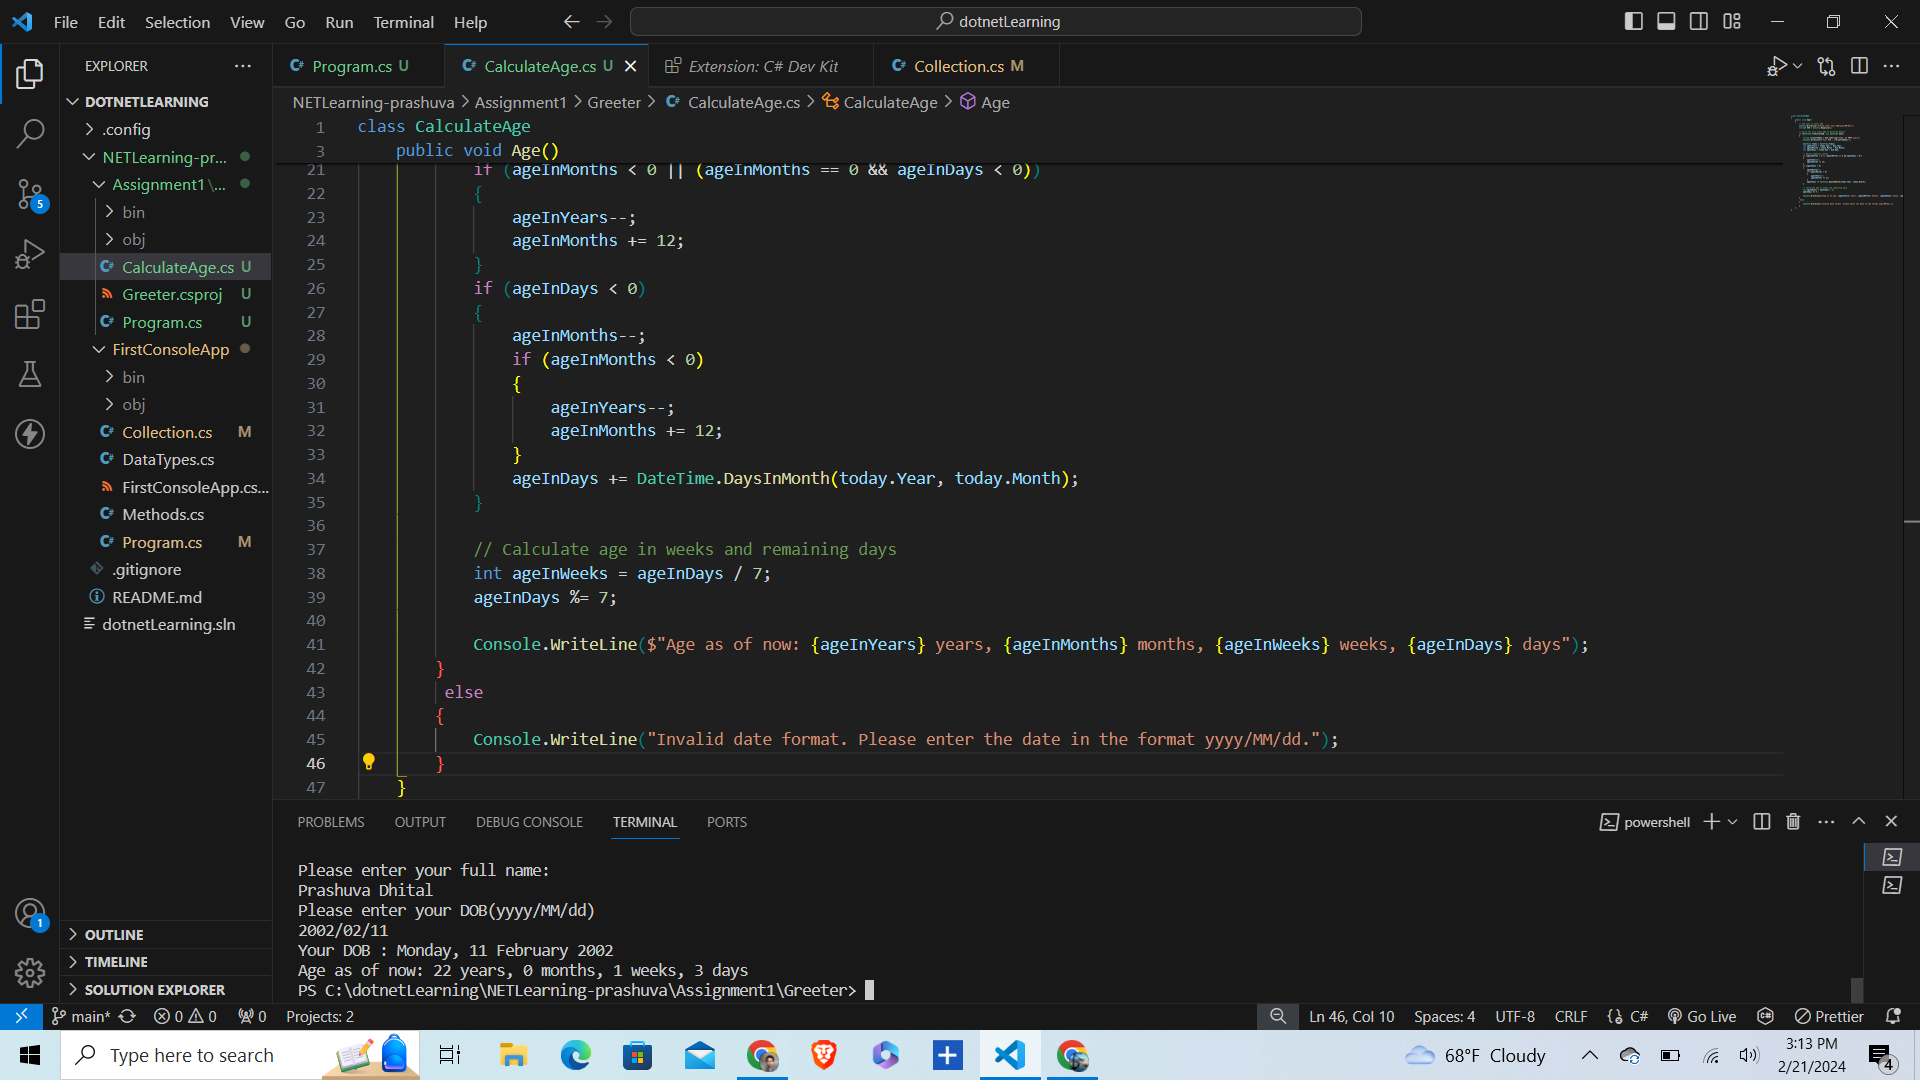 File Edit Selection View Go Run Terminal Help
dotnetLearning
EXPLORER
Program.cs U
CalculateAge.cs U
Extension: C# Dev Kit
Collection.cs M
NETLearning-prashuva > Assignment1 > Greeter > CalculateAge.cs > CalculateAge > Age
DOTNETLEARNING
.config
NETLearning-pr...
Assignment1 \...
bin
obj
CalculateAge.cs U
Greeter.csproj U
Program.cs U
FirstConsoleApp
bin
obj
Collection.cs M
DataTypes.cs
FirstConsoleApp.cs...
Methods.cs
Program.cs M
.gitignore
README.md
dotnetLearning.sln
OUTLINE
TIMELINE
SOLUTION EXPLORER
5
1
1 class CalculateAge
3 public void Age()
21 if (ageInMonths < 0 || (ageInMonths == 0 && ageInDays < 0))
22 {
23 ageInYears--;
24 ageInMonths += 12;
25 }
26 if (ageInDays < 0)
27 {
28 ageInMonths--;
29 if (ageInMonths < 0)
30 {
31 ageInYears--;
32 ageInMonths += 12;
33 }
34 ageInDays += DateTime.DaysInMonth(today.Year, today.Month);
35 }
36
37 // Calculate age in weeks and remaining days
38 int ageInWeeks = ageInDays / 7;
39 ageInDays %= 7;
40
41 Console.WriteLine($"Age as of now: {ageInYears} years, {ageInMonths} months, {ageInWeeks} weeks, {ageInDays} days");
42 }
43 else
44 {
45 Console.WriteLine("Invalid date format. Please enter the date in the format yyyy/MM/dd.");
46 }
47 }
PROBLEMS OUTPUT DEBUG CONSOLE TERMINAL PORTS
powershell
Please enter your full name:
Prashuva Dhital
Please enter your DOB(yyyy/MM/dd)
2002/02/11
Your DOB : Monday, 11 February 2002
Age as of now: 22 years, 0 months, 1 weeks, 3 days
PS C:\dotnetLearning\NETLearning-prashuva\Assignment1\Greeter>
main* 0 0 0 Projects: 2
Ln 46, Col 10 Spaces: 4 UTF-8 CRLF {} C# Go Live Prettier
Type here to search
68°F Cloudy
3:13 PM
2/21/2024
4